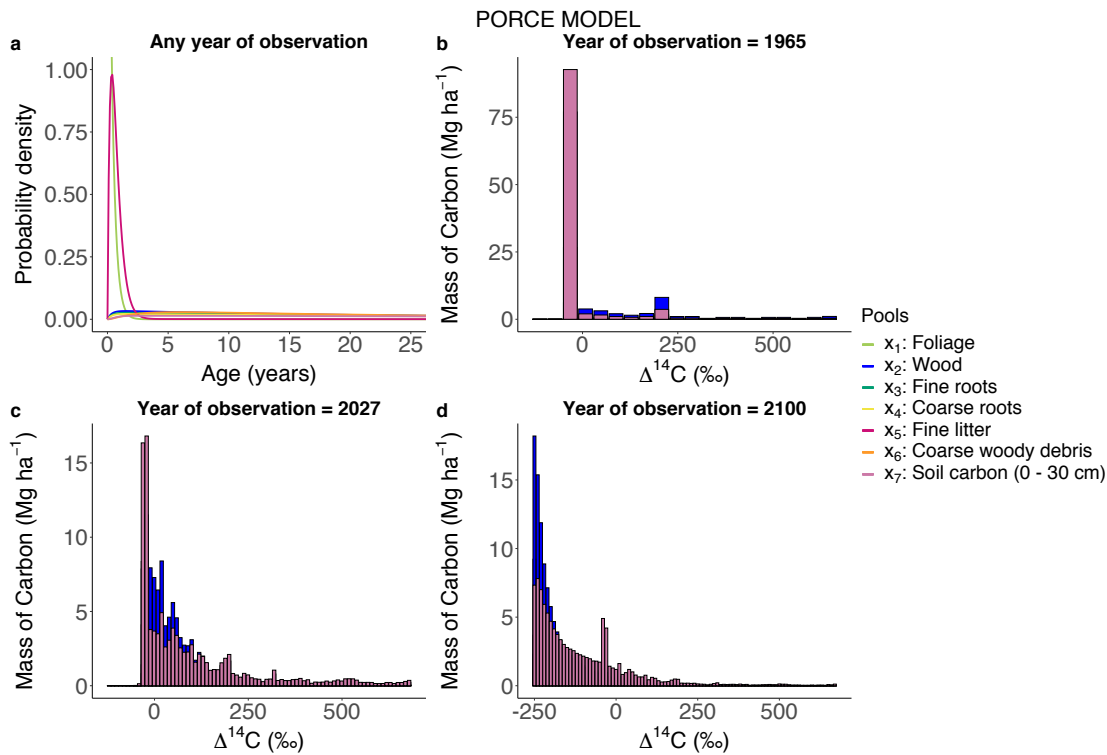 PORCE MODEL
a
Any year of observation
Probability density
1.00
0.75
0.50
0.25
0.00
0 5 10 15 20 25
Age (years)
b
Year of observation = 1965
Mass of Carbon (Mg ha⁻¹)
75
50
25
0
0 250 500
Δ¹⁴C (‰)
c
Year of observation = 2027
Mass of Carbon (Mg ha⁻¹)
15
10
5
0
0 250 500
Δ¹⁴C (‰)
d
Year of observation = 2100
Mass of Carbon (Mg ha⁻¹)
15
10
5
0
-250 0 250 500
Δ¹⁴C (‰)
Pools
x₁: Foliage
x₂: Wood
x₃: Fine roots
x₄: Coarse roots
x₅: Fine litter
x₆: Coarse woody debris
x₇: Soil carbon (0 - 30 cm)